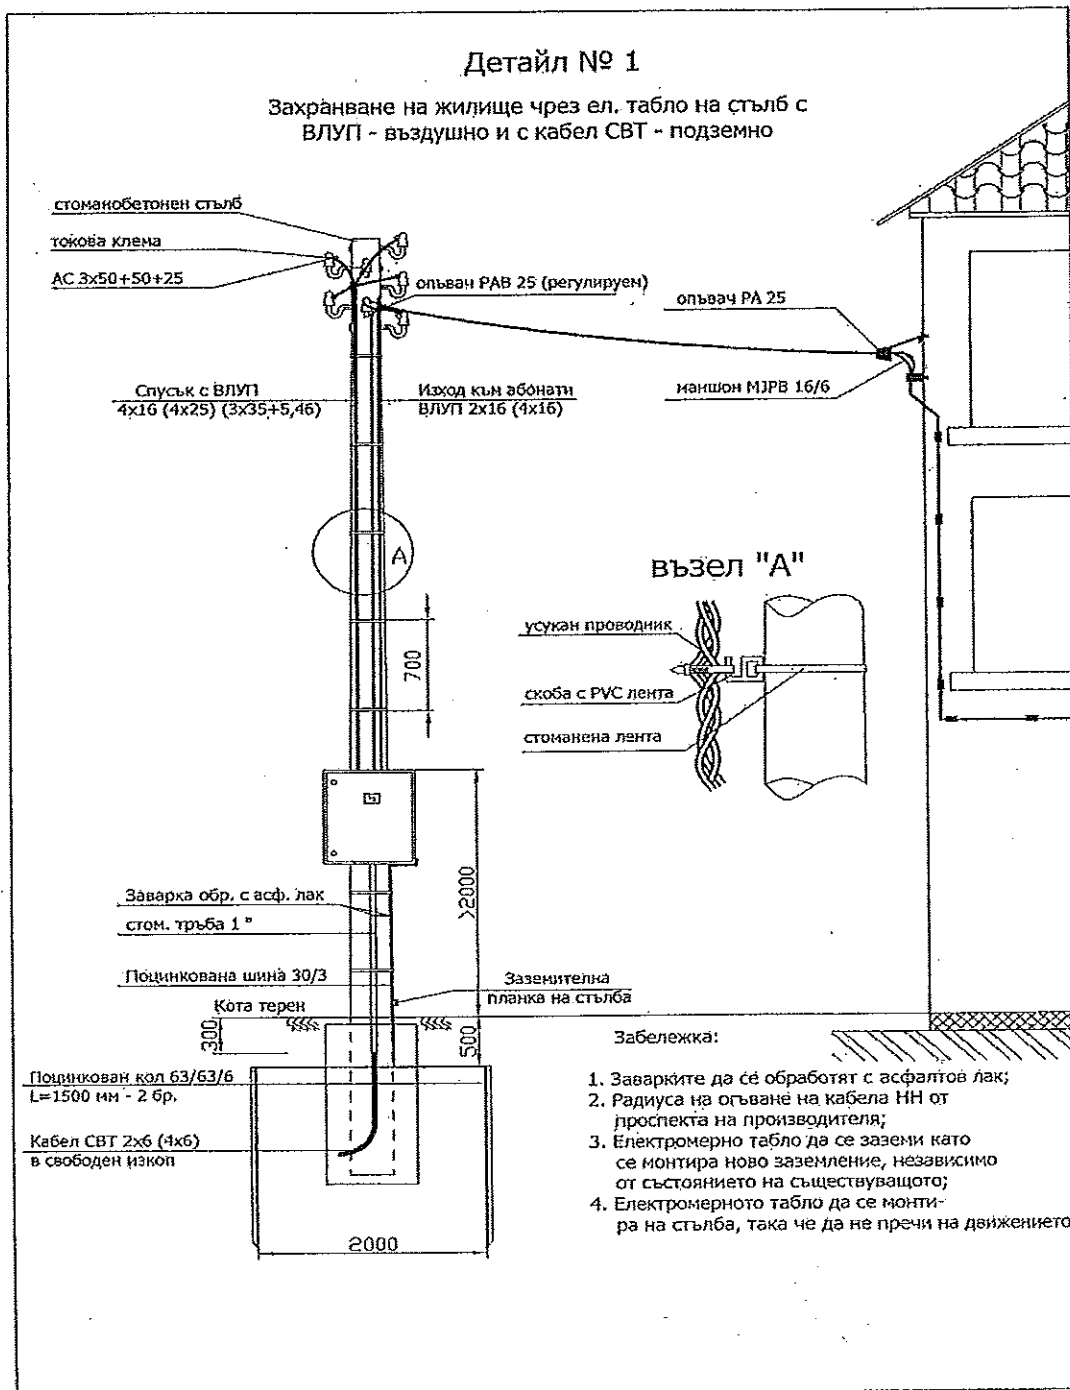 Детайл № 1
Захранване на жилище чрез ел. табло на стълб с
ВЛУП - въздушно и с кабел СВТ - подземно
стоманобетонен стълб
токова клема
АС 3х50+50+25
опъвач РАВ 25 (регулируем)
опъвач РА 25
маншон MJPB 16/6
Спусък с ВЛУП
4х16 (4х25) (3х35+5,46)
Изход към абонати
ВЛУП 2х16 (4х16)
А
възел "А"
усукан проводник
скоба с PVC лента
стоманена лента
700
>2000
Заварка обр. с асф. лак
стом. тръба 1 "
Поцинкована шина 30/3
Заземителна
планка на стълба
Кота терен
300
500
Поцинкован кол 63/63/6
L=1500 мм - 2 бр.
Кабел СВТ 2х6 (4х6)
в свободен изкоп
2000
Забележка:
1. Заварките да се обработят с асфалтов лак;
2. Радиуса на огъване на кабела НН от
проспекта на производителя;
3. Електромерно табло да се заземи като
се монтира ново заземление, независимо
от състоянието на съществуващото;
4. Електромерното табло да се монти-
ра на стълба, така че да не пречи на движението